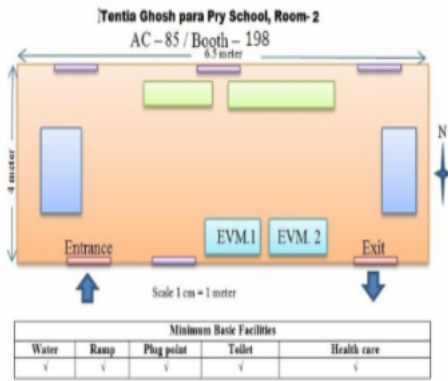 Tentia Ghosh para Pry School, Room- 2
AC – 85 / Booth – 198
6.5 meter
4 meter
N
EVM.1 EVM. 2
Entrance Exit
Scale 1 cm = 1 meter
Minimum Basic Facilities
Water Ramp Plug point Toilet Health care
√ √ √ √ √